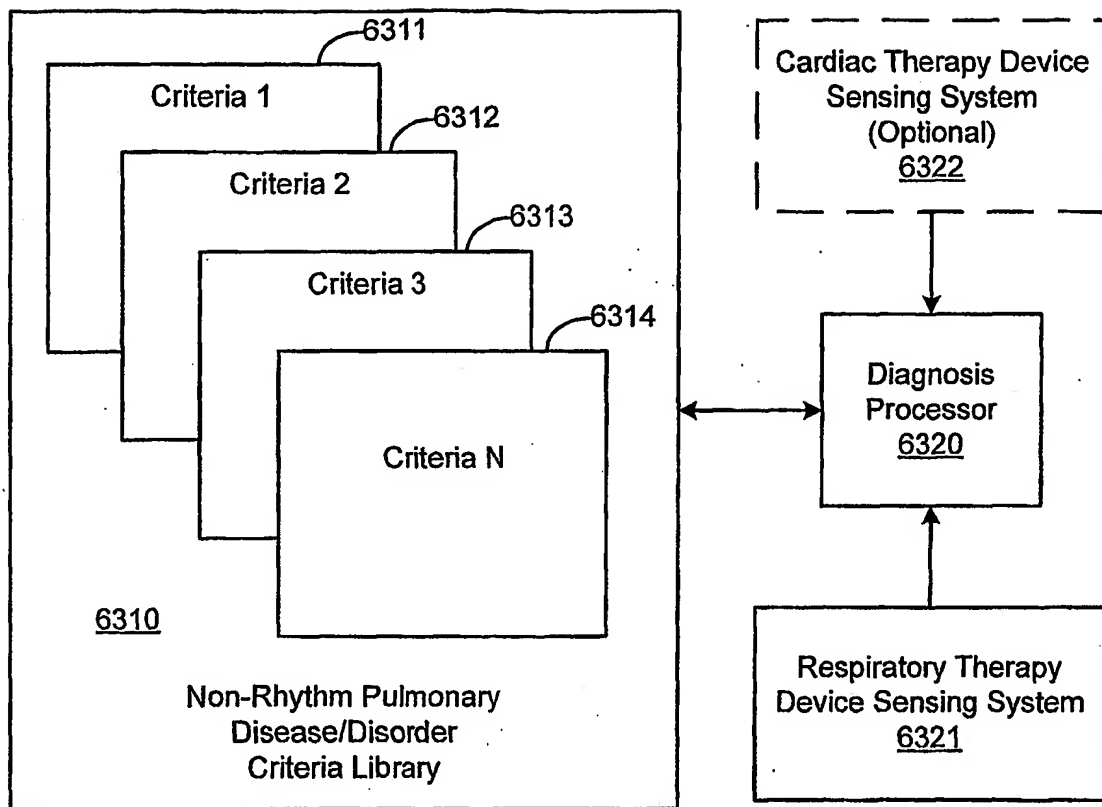 6311
Criteria 1
6312
Criteria 2
6313
Criteria 3
6314
Criteria N
6310
Non-Rhythm Pulmonary
Disease/Disorder
Criteria Library
Cardiac Therapy Device
Sensing System
(Optional)
6322
Diagnosis
Processor
6320
Respiratory Therapy
Device Sensing System
6321